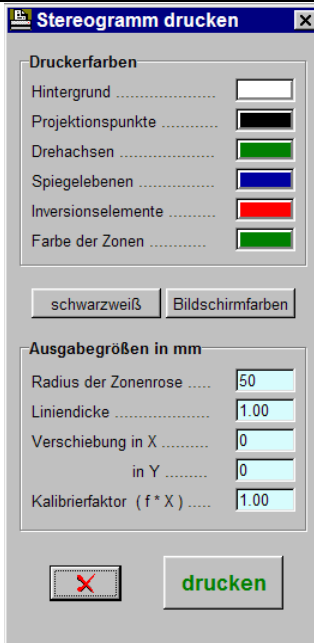 Stereogramm drucken
Druckerfarben
Hintergrund .....................
Projektionspunkte ............
Drehachsen ....................
Spiegelebenen ................
Inversionselemente ..........
Farbe der Zonen ............
schwarzweiß Bildschirmfarben
Ausgabegrößen in mm
Radius der Zonenrose ..... 50
Liniendicke .................... 1.00
Verschiebung in X .......... 0
in Y ......... 0
Kalibrierfaktor ( f * X ) ..... 1.00
drucken